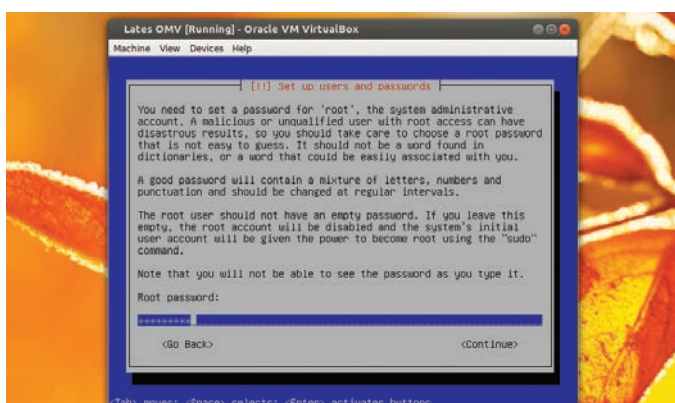 Lates OMV [Running] - Oracle VM VirtualBox
Machine View Devices Help
[!!] Set up users and passwords
You need to set a password for 'root', the system administrative
account. A malicious or unqualified user with root access can have
disastrous results, so you should take care to choose a root password
that is not easy to guess. It should not be a word found in
dictionaries, or a word that could be easily associated with you.
A good password will contain a mixture of letters, numbers and
punctuation and should be changed at regular intervals.
The root user should not have an empty password. If you leave this
empty, the root account will be disabled and the system's initial
user account will be given the power to become root using the "sudo"
command.
Note that you will not be able to see the password as you type it.
Root password:
*********
<Go Back> <Continue>
<Tab> moves; <Space> selects; <Enter> activates buttons